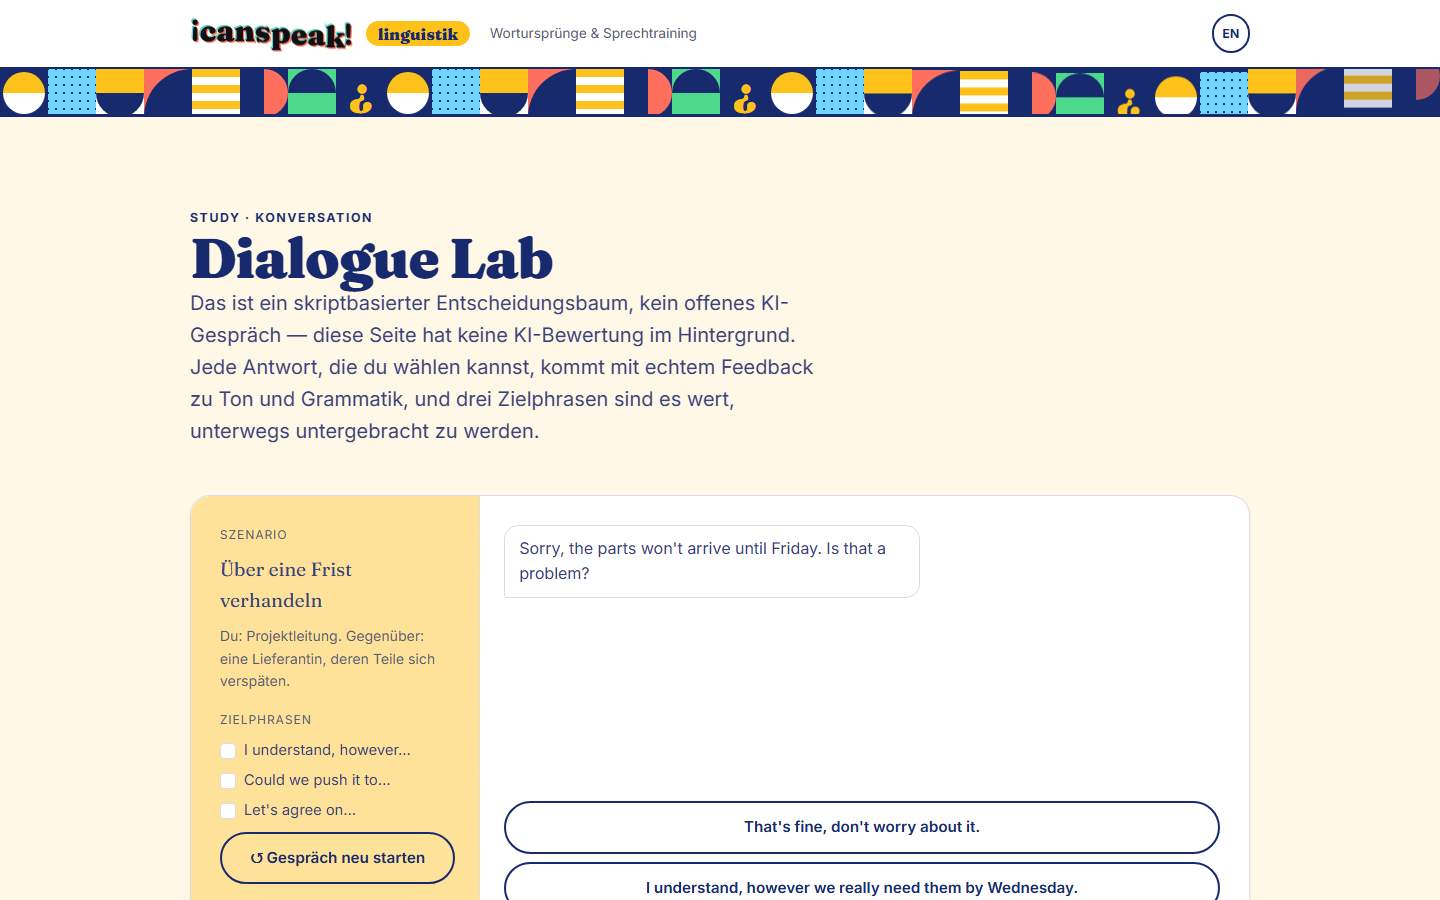 icanspeak!
linguistik
Wortursprünge & Sprechtraining
EN
STUDY · KONVERSATION
Dialogue Lab
Das ist ein skriptbasierter Entscheidungsbaum, kein offenes KI-
Gespräch — diese Seite hat keine KI-Bewertung im Hintergrund.
Jede Antwort, die du wählen kannst, kommt mit echtem Feedback
zu Ton und Grammatik, und drei Zielphrasen sind es wert,
unterwegs untergebracht zu werden.
SZENARIO
Über eine Frist
verhandeln
Du: Projektleitung. Gegenüber:
eine Lieferantin, deren Teile sich
verspäten.
ZIELPHRASEN
I understand, however...
Could we push it to...
Let's agree on...
↺ Gespräch neu starten
Sorry, the parts won't arrive until Friday. Is that a
problem?
That's fine, don't worry about it.
I understand, however we really need them by Wednesday.